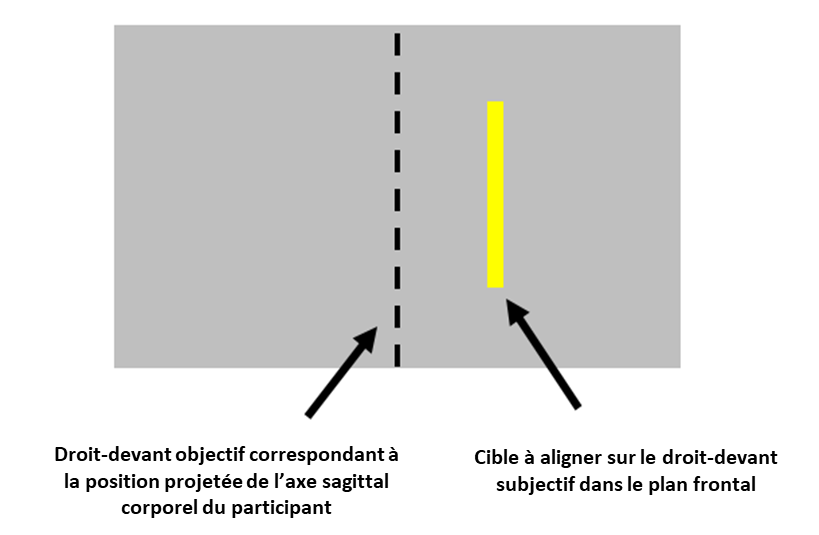 Droit-devant objectif correspondant à
la position projetée de l'axe sagittal
corporel du participant
Cible à aligner sur le droit-devant
subjectif dans le plan frontal